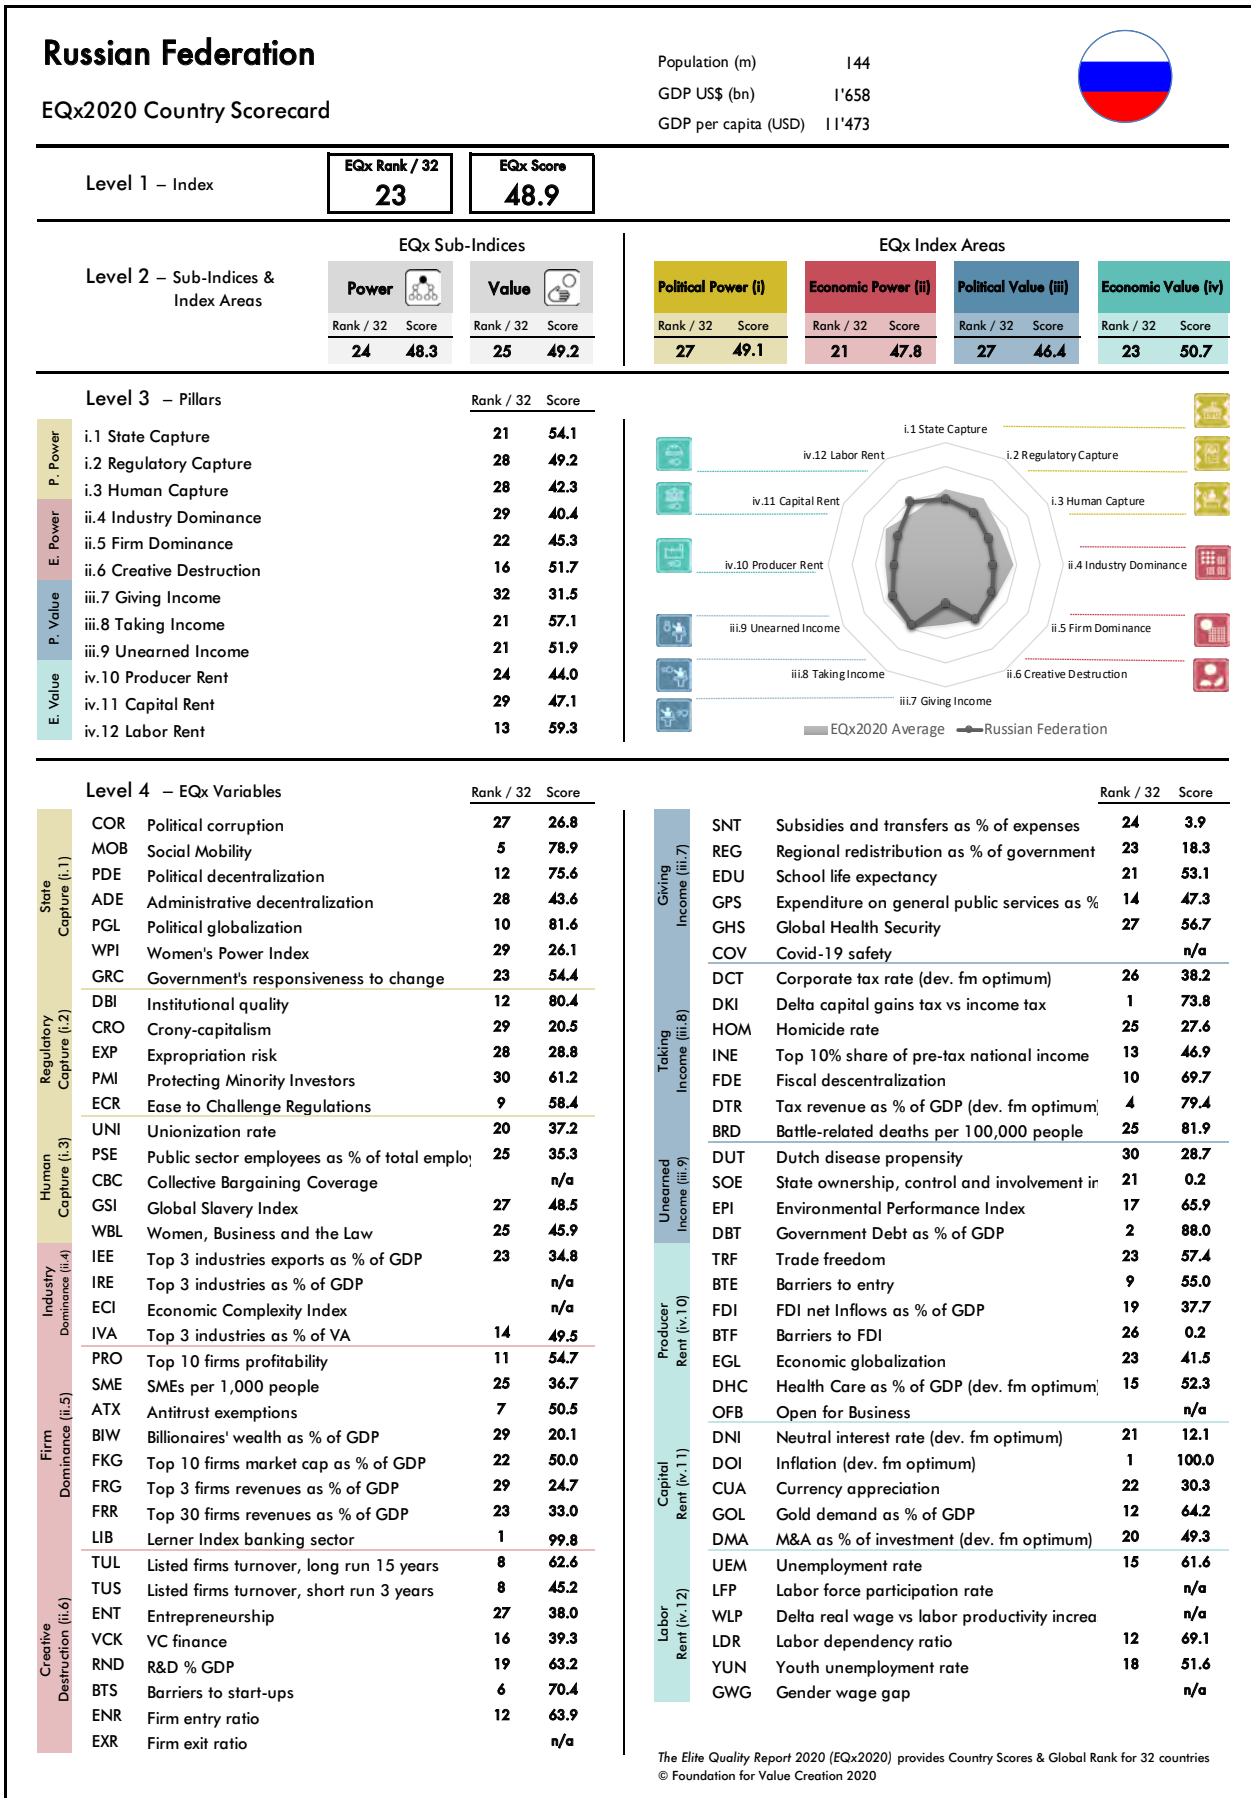 Russian Federation
EQx2020 Country Scorecard
Population (m) 144
GDP US$ (bn) 1'658
GDP per capita (USD) 11'473
Level 1 – Index
EQx Rank / 32 EQx Score
23 48.9
Level 2 – Sub-Indices & Index Areas
EQx Sub-Indices
Power Value
Rank / 32 Score Rank / 32 Score
24 48.3 25 49.2
EQx Index Areas
Political Power (i) Economic Power (ii) Political Value (iii) Economic Value (iv)
Rank / 32 Score Rank / 32 Score Rank / 32 Score Rank / 32 Score
27 49.1 21 47.8 27 46.4 23 50.7
Level 3 – Pillars Rank / 32 Score
P. Power
i.1 State Capture 21 54.1
i.2 Regulatory Capture 28 49.2
i.3 Human Capture 28 42.3
E. Power
ii.4 Industry Dominance 29 40.4
ii.5 Firm Dominance 22 45.3
ii.6 Creative Destruction 16 51.7
P. Value
iii.7 Giving Income 32 31.5
iii.8 Taking Income 21 57.1
iii.9 Unearned Income 21 51.9
E. Value
iv.10 Producer Rent 24 44.0
iv.11 Capital Rent 29 47.1
iv.12 Labor Rent 13 59.3
i.1 State Capture
iv.12 Labor Rent i.2 Regulatory Capture
iv.11 Capital Rent i.3 Human Capture
iv.10 Producer Rent ii.4 Industry Dominance
iii.9 Unearned Income ii.5 Firm Dominance
iii.8 Taking Income ii.6 Creative Destruction
iii.7 Giving Income
EQx2020 Average Russian Federation
Level 4 – EQx Variables Rank / 32 Score
State Capture (i.1)
COR Political corruption 27 26.8
MOB Social Mobility 5 78.9
PDE Political decentralization 12 75.6
ADE Administrative decentralization 28 43.6
PGL Political globalization 10 81.6
WPI Women's Power Index 29 26.1
GRC Government's responsiveness to change 23 54.4
Regulatory Capture (i.2)
DBI Institutional quality 12 80.4
CRO Crony-capitalism 29 20.5
EXP Expropriation risk 28 28.8
PMI Protecting Minority Investors 30 61.2
ECR Ease to Challenge Regulations 9 58.4
Human Capture (i.3)
UNI Unionization rate 20 37.2
PSE Public sector employees as % of total employ 25 35.3
CBC Collective Bargaining Coverage n/a
GSI Global Slavery Index 27 48.5
WBL Women, Business and the Law 25 45.9
Industry Dominance (ii.4)
IEE Top 3 industries exports as % of GDP 23 34.8
IRE Top 3 industries as % of GDP n/a
ECI Economic Complexity Index n/a
IVA Top 3 industries as % of VA 14 49.5
Firm Dominance (ii.5)
PRO Top 10 firms profitability 11 54.7
SME SMEs per 1,000 people 25 36.7
ATX Antitrust exemptions 7 50.5
BIW Billionaires' wealth as % of GDP 29 20.1
FKG Top 10 firms market cap as % of GDP 22 50.0
FRG Top 3 firms revenues as % of GDP 29 24.7
FRR Top 30 firms revenues as % of GDP 23 33.0
LIB Lerner Index banking sector 1 99.8
Creative Destruction (ii.6)
TUL Listed firms turnover, long run 15 years 8 62.6
TUS Listed firms turnover, short run 3 years 8 45.2
ENT Entrepreneurship 27 38.0
VCK VC finance 16 39.3
RND R&D % GDP 19 63.2
BTS Barriers to start-ups 6 70.4
ENR Firm entry ratio 12 63.9
EXR Firm exit ratio n/a
Rank / 32 Score
Giving Income (iii.7)
SNT Subsidies and transfers as % of expenses 24 3.9
REG Regional redistribution as % of government 23 18.3
EDU School life expectancy 21 53.1
GPS Expenditure on general public services as % 14 47.3
GHS Global Health Security 27 56.7
COV Covid-19 safety n/a
Taking Income (iii.8)
DCT Corporate tax rate (dev. fm optimum) 26 38.2
DKI Delta capital gains tax vs income tax 1 73.8
HOM Homicide rate 25 27.6
INE Top 10% share of pre-tax national income 13 46.9
FDE Fiscal descentralization 10 69.7
DTR Tax revenue as % of GDP (dev. fm optimum) 4 79.4
BRD Battle-related deaths per 100,000 people 25 81.9
Unearned Income (iii.9)
DUT Dutch disease propensity 30 28.7
SOE State ownership, control and involvement in 21 0.2
EPI Environmental Performance Index 17 65.9
DBT Government Debt as % of GDP 2 88.0
Producer Rent (iv.10)
TRF Trade freedom 23 57.4
BTE Barriers to entry 9 55.0
FDI FDI net Inflows as % of GDP 19 37.7
BTF Barriers to FDI 26 0.2
EGL Economic globalization 23 41.5
DHC Health Care as % of GDP (dev. fm optimum) 15 52.3
OFB Open for Business n/a
Capital Rent (iv.11)
DNI Neutral interest rate (dev. fm optimum) 21 12.1
DOI Inflation (dev. fm optimum) 1 100.0
CUA Currency appreciation 22 30.3
GOL Gold demand as % of GDP 12 64.2
DMA M&A as % of investment (dev. fm optimum) 20 49.3
Labor Rent (iv.12)
UEM Unemployment rate 15 61.6
LFP Labor force participation rate n/a
WLP Delta real wage vs labor productivity increa n/a
LDR Labor dependency ratio 12 69.1
YUN Youth unemployment rate 18 51.6
GWG Gender wage gap n/a
The Elite Quality Report 2020 (EQx2020) provides Country Scores & Global Rank for 32 countries
© Foundation for Value Creation 2020